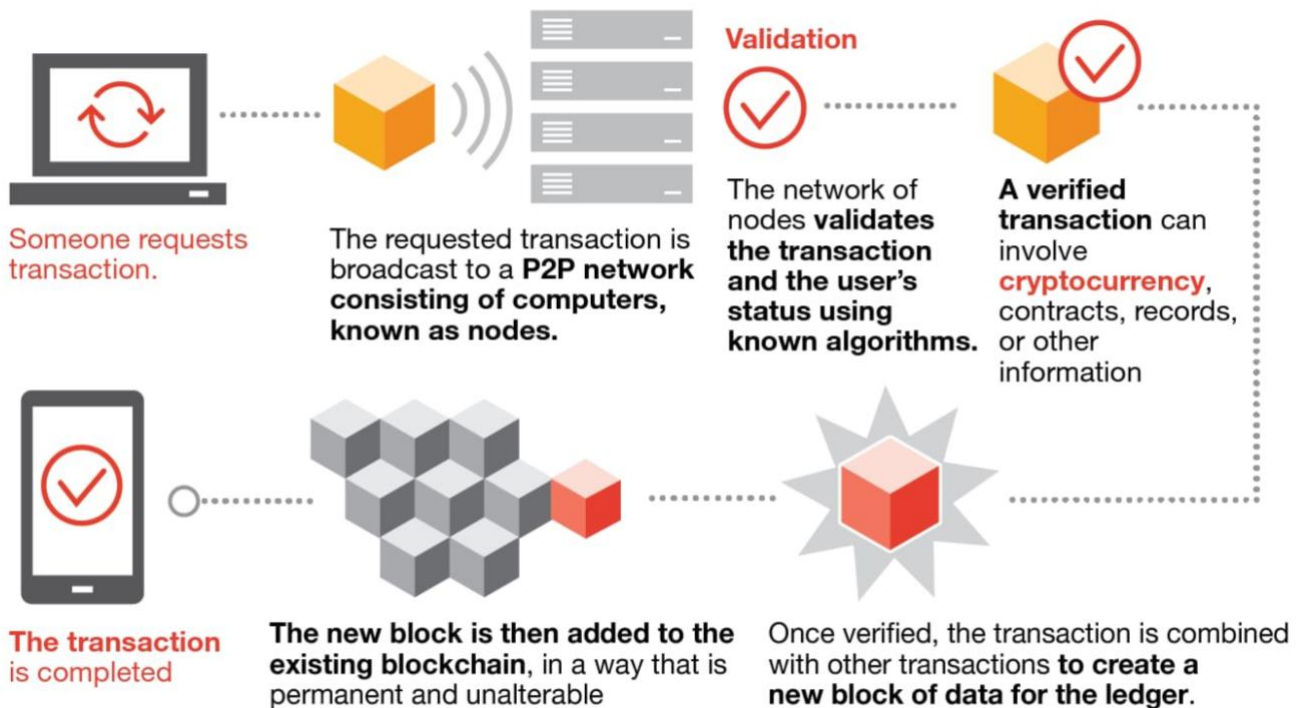 Someone requests
transaction.
The requested transaction is
broadcast to a P2P network
consisting of computers,
known as nodes.
Validation
The network of
nodes validates
the transaction
and the user’s
status using
known algorithms.
A verified
transaction can
involve
cryptocurrency,
contracts, records,
or other
information
Once verified, the transaction is combined
with other transactions to create a
new block of data for the ledger.
The new block is then added to the
existing blockchain, in a way that is
permanent and unalterable
The transaction
is completed